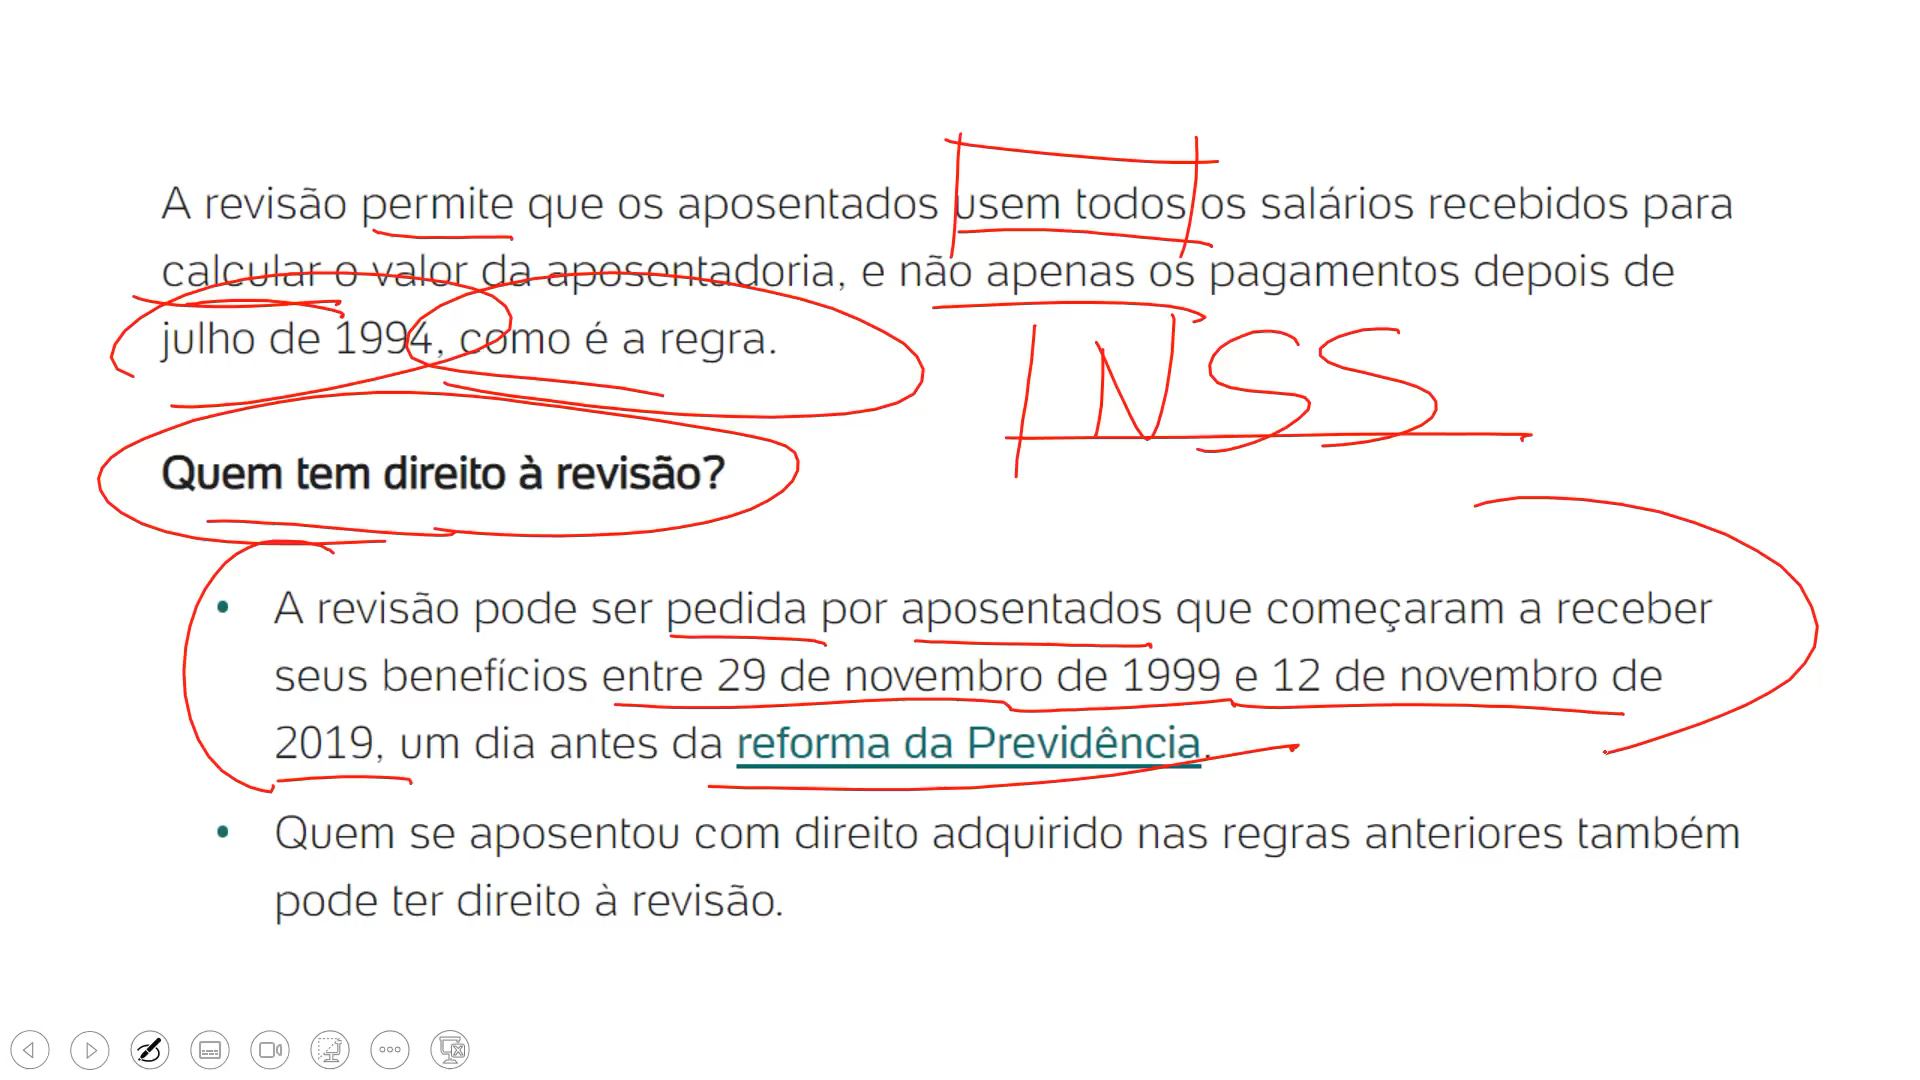 A revisão permite que os aposentados usem todos os salários recebidos para
calcular o valor da aposentadoria, e não apenas os pagamentos depois de
julho de 1994, como é a regra.
INSS
Quem tem direito à revisão?
• A revisão pode ser pedida por aposentados que começaram a receber
seus benefícios entre 29 de novembro de 1999 e 12 de novembro de
2019, um dia antes da reforma da Previdência.
• Quem se aposentou com direito adquirido nas regras anteriores também
pode ter direito à revisão.